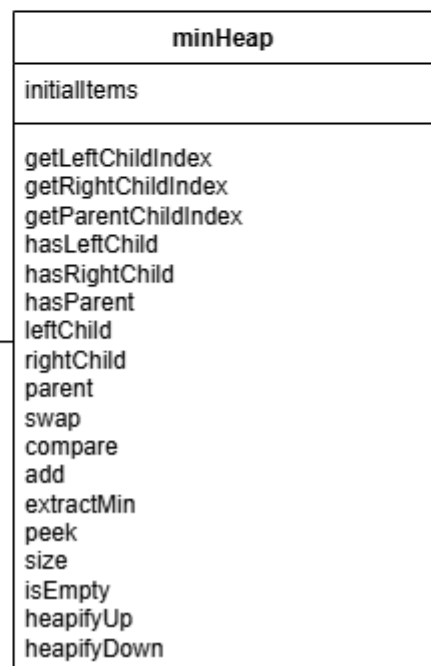 minHeap
initialItems
getLeftChildIndex
getRightChildIndex
getParentChildIndex
hasLeftChild
hasRightChild
hasParent
leftChild
rightChild
parent
swap
compare
add
extractMin
peek
size
isEmpty
heapifyUp
heapifyDown